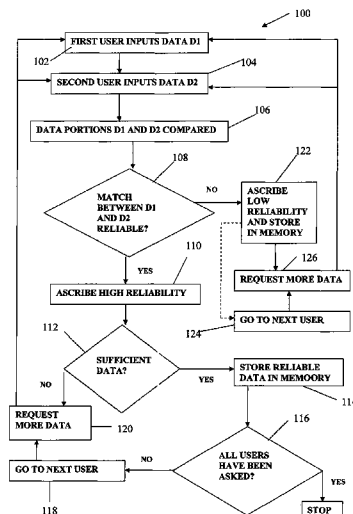 100
FIRST USER INPUTS DATA D1
102
104
SECOND USER INPUTS DATA D2
106
DATA PORTIONS D1 AND D2 COMPARED
108
122
MATCH
BETWEEN D1
AND D2
RELIABLE?
NO
ASCRIBE
LOW
RELIABILITY
AND STORE
IN MEMORY
126
REQUEST MORE DATA
YES
110
ASCRIBE HIGH RELIABILITY
GO TO NEXT USER
124
112
SUFFICIENT
DATA?
NO
YES
STORE RELIABLE
DATA IN MEMOORY
114
REQUEST
MORE DATA
120
116
ALL USERS
HAVE BEEN
ASKED?
NO
YES
GO TO NEXT USER
118
STOP